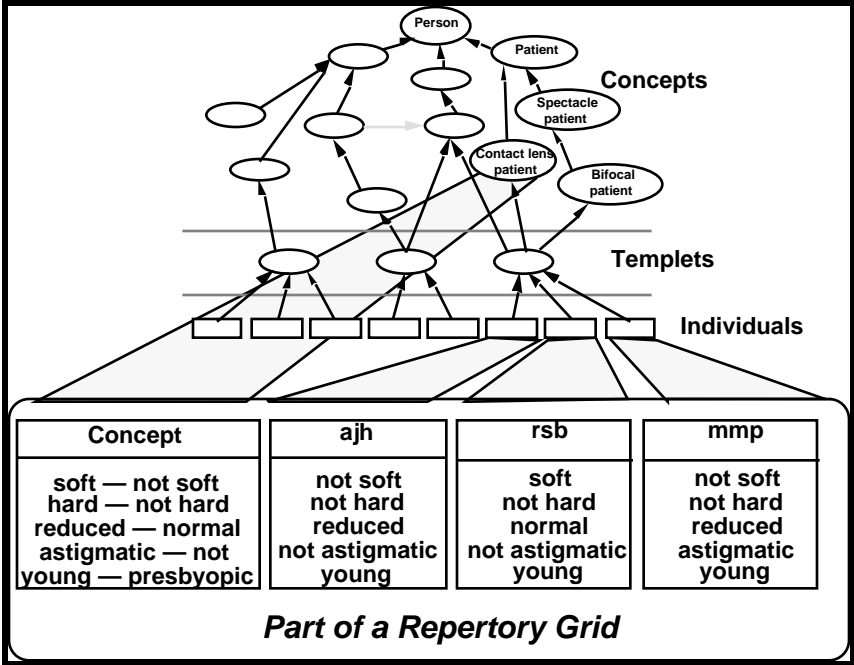 Person
Patient
Concepts
Spectacle
patient
Contact lens
patient
Bifocal
patient
Templets
Individuals
Concept
soft — not soft
hard — not hard
reduced — normal
astigmatic — not
young — presbyopic
ajh
not soft
not hard
reduced
not astigmatic
young
rsb
soft
not hard
normal
not astigmatic
young
mmp
not soft
not hard
reduced
astigmatic
young
Part of a Repertory Grid